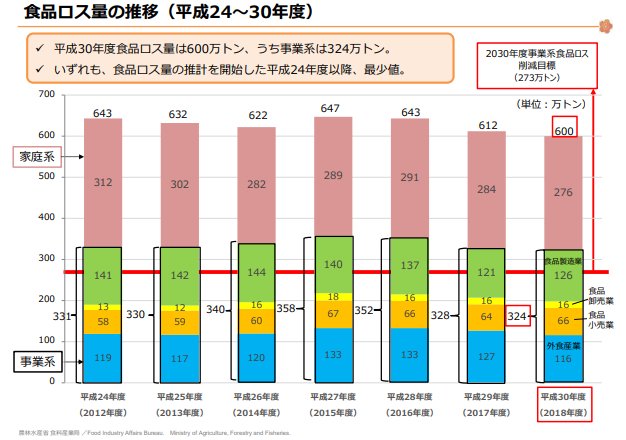 食品ロス量の推移（平成24～30年度）
✓ 平成30年度食品ロス量は600万トン、うち事業系は324万トン。
✓ いずれも、食品ロス量の推計を開始した平成24年度以降、最少値。
2030年度事業系食品ロス
削減目標
（273万トン）
（単位：万トン）
700
600
500
400
300
200
100
0
家庭系
事業系
643
312
141
13
58
119
331
632
302
142
12
59
117
330
622
282
144
16
60
120
340
647
289
140
18
67
133
358
643
291
137
16
66
133
352
612
284
121
16
64
127
328
600
276
食品製造業
126
16
66
外食産業
116
324
食品
卸売業
食品
小売業
平成24年度
（2012年度）
平成25年度
（2013年度）
平成26年度
（2014年度）
平成27年度
（2015年度）
平成28年度
（2016年度）
平成29年度
（2017年度）
平成30年度
（2018年度）
農林水産省 食料産業局 ／Food Industry Affairs Bureau. Ministry of Agriculture, Forestry and Fisheries.